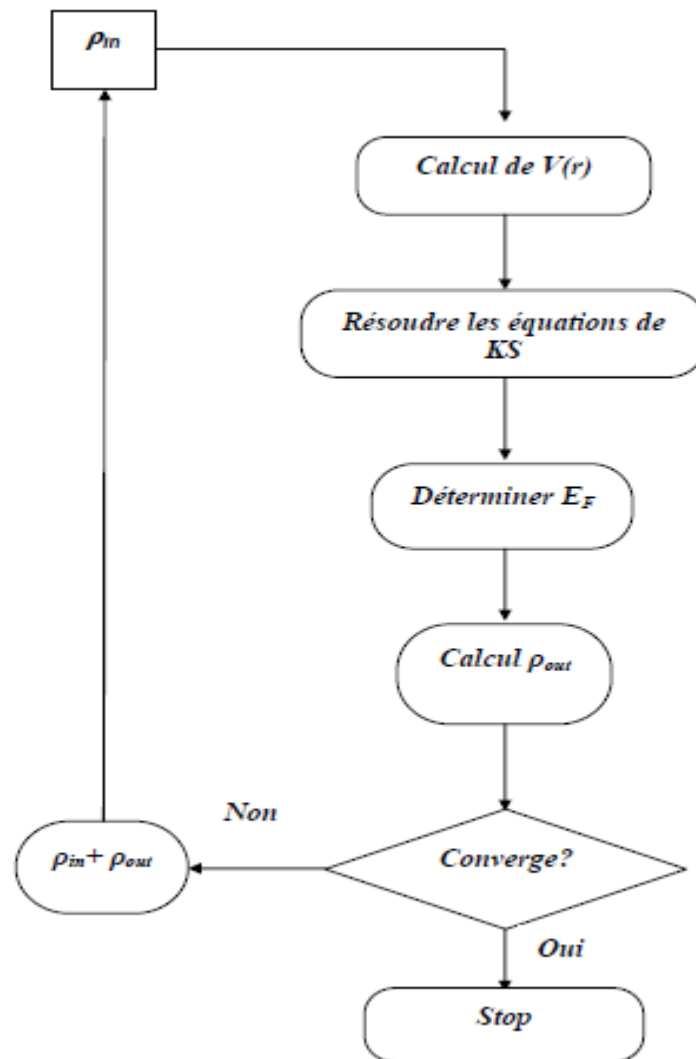 ρin
Calcul de V(r)
Résoudre les équations de
KS
Déterminer EF
Calcul ρout
Non
ρin+ ρout
Converge?
Oui
Stop